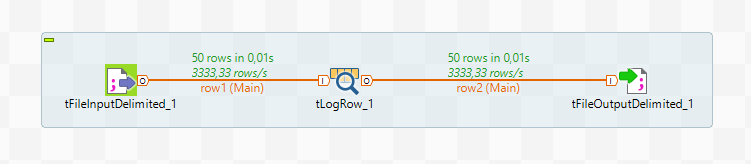 50 rows in 0,01s
3333,33 rows/s
row1 (Main)
50 rows in 0,01s
3333,33 rows/s
row2 (Main)
O
I
O
I
tFileInputDelimited_1
tLogRow_1
tFileOutputDelimited_1